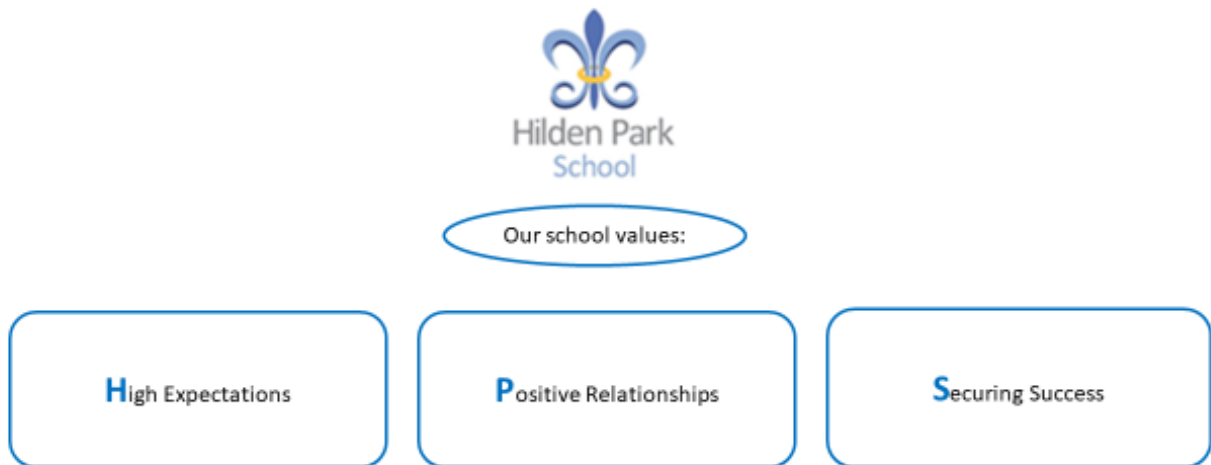 Hilden Park
School
Our school values:
High Expectations
Positive Relationships
Securing Success